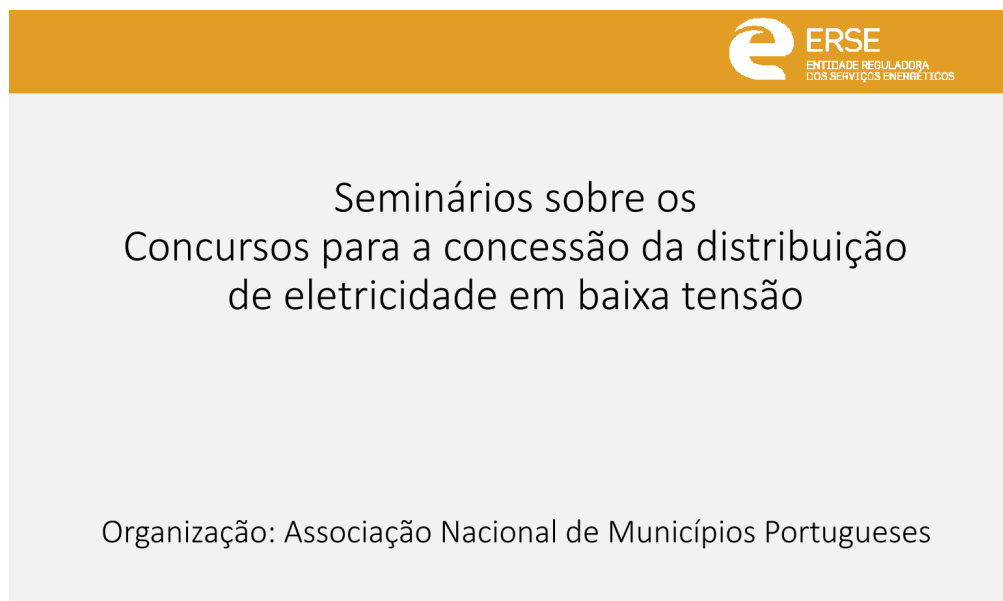 ERSE
ENTIDADE REGULADORA
DOS SERVIÇOS ENERGÉTICOS
Seminários sobre os
Concursos para a concessão da distribuição
de eletricidade em baixa tensão
Organização: Associação Nacional de Municípios Portugueses